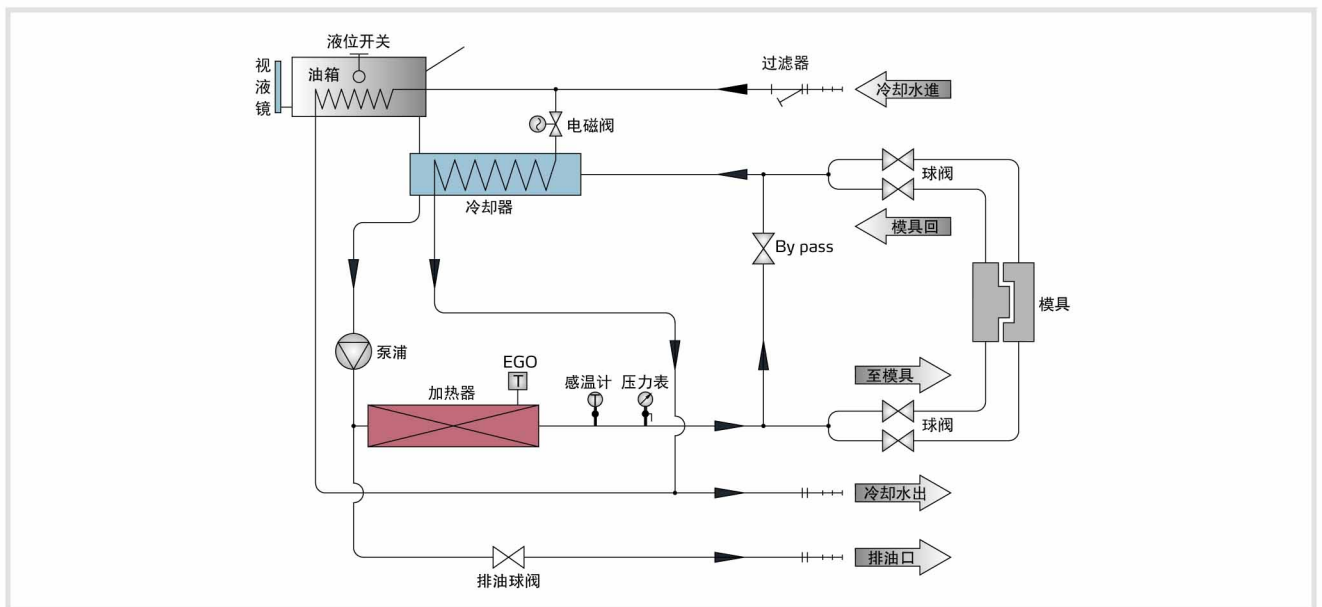 液位开关
视
液
镜
油箱
过滤器
冷却水進
电磁阀
球阀
冷却器
模具回
By pass
模具
泵浦
EGO
T
至模具
加热器
感温计
压力表
T
球阀
冷却水出
排油口
排油球阀